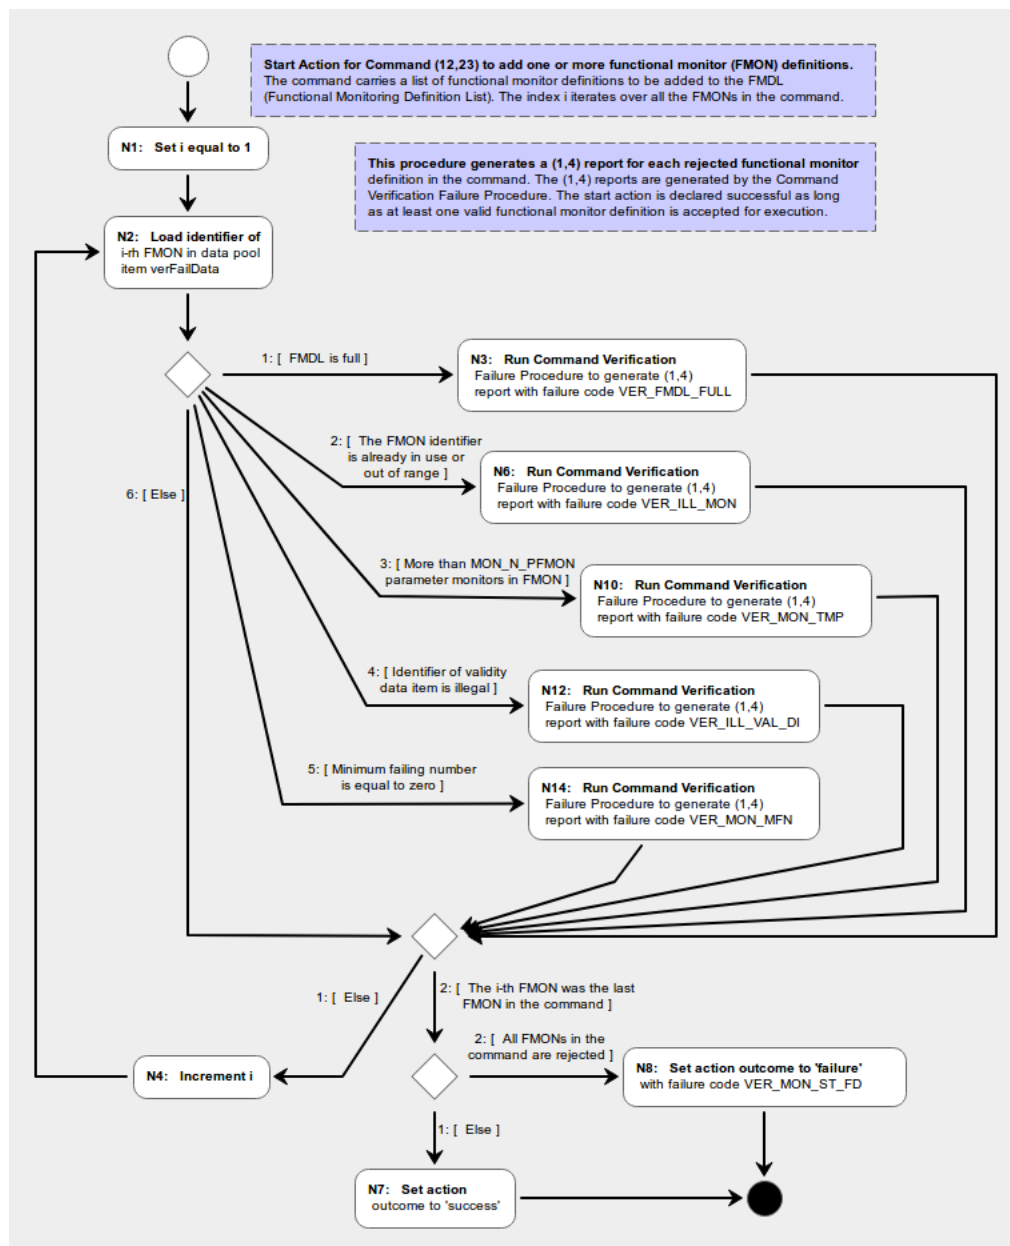 Start Action for Command (12,23) to add one or more functional monitor (FMON) definitions.
The command carries a list of functional monitor definitions to be added to the FMDL
(Functional Monitoring Definition List). The index i iterates over all the FMONs in the command.
N1: Set i equal to 1
This procedure generates a (1,4) report for each rejected functional monitor
definition in the command. The (1,4) reports are generated by the Command
Verification Failure Procedure. The start action is declared successful as long
as at least one valid functional monitor definition is accepted for execution.
N2: Load identifier of
i-rh FMON in data pool
item verFailData
1: [ FMDL is full ]
N3: Run Command Verification
Failure Procedure to generate (1,4)
report with failure code VER_FMDL_FULL
2: [ The FMON identifier
is already in use or
out of range ]
N6: Run Command Verification
Failure Procedure to generate (1,4)
report with failure code VER_ILL_MON
6: [ Else ]
3: [ More than MON_N_PFMON
parameter monitors in FMON ]
N10: Run Command Verification
Failure Procedure to generate (1,4)
report with failure code VER_MON_TMP
4: [ Identifier of validity
data item is illegal ]
N12: Run Command Verification
Failure Procedure to generate (1,4)
report with failure code VER_ILL_VAL_DI
5: [ Minimum failing number
is equal to zero ]
N14: Run Command Verification
Failure Procedure to generate (1,4)
report with failure code VER_MON_MFN
1: [ Else ]
2: [ The i-th FMON was the last
FMON in the command ]
2: [ All FMONs in the
command are rejected ]
N4: Increment i
N8: Set action outcome to 'failure'
with failure code VER_MON_ST_FD
1: [ Else ]
N7: Set action
outcome to 'success'